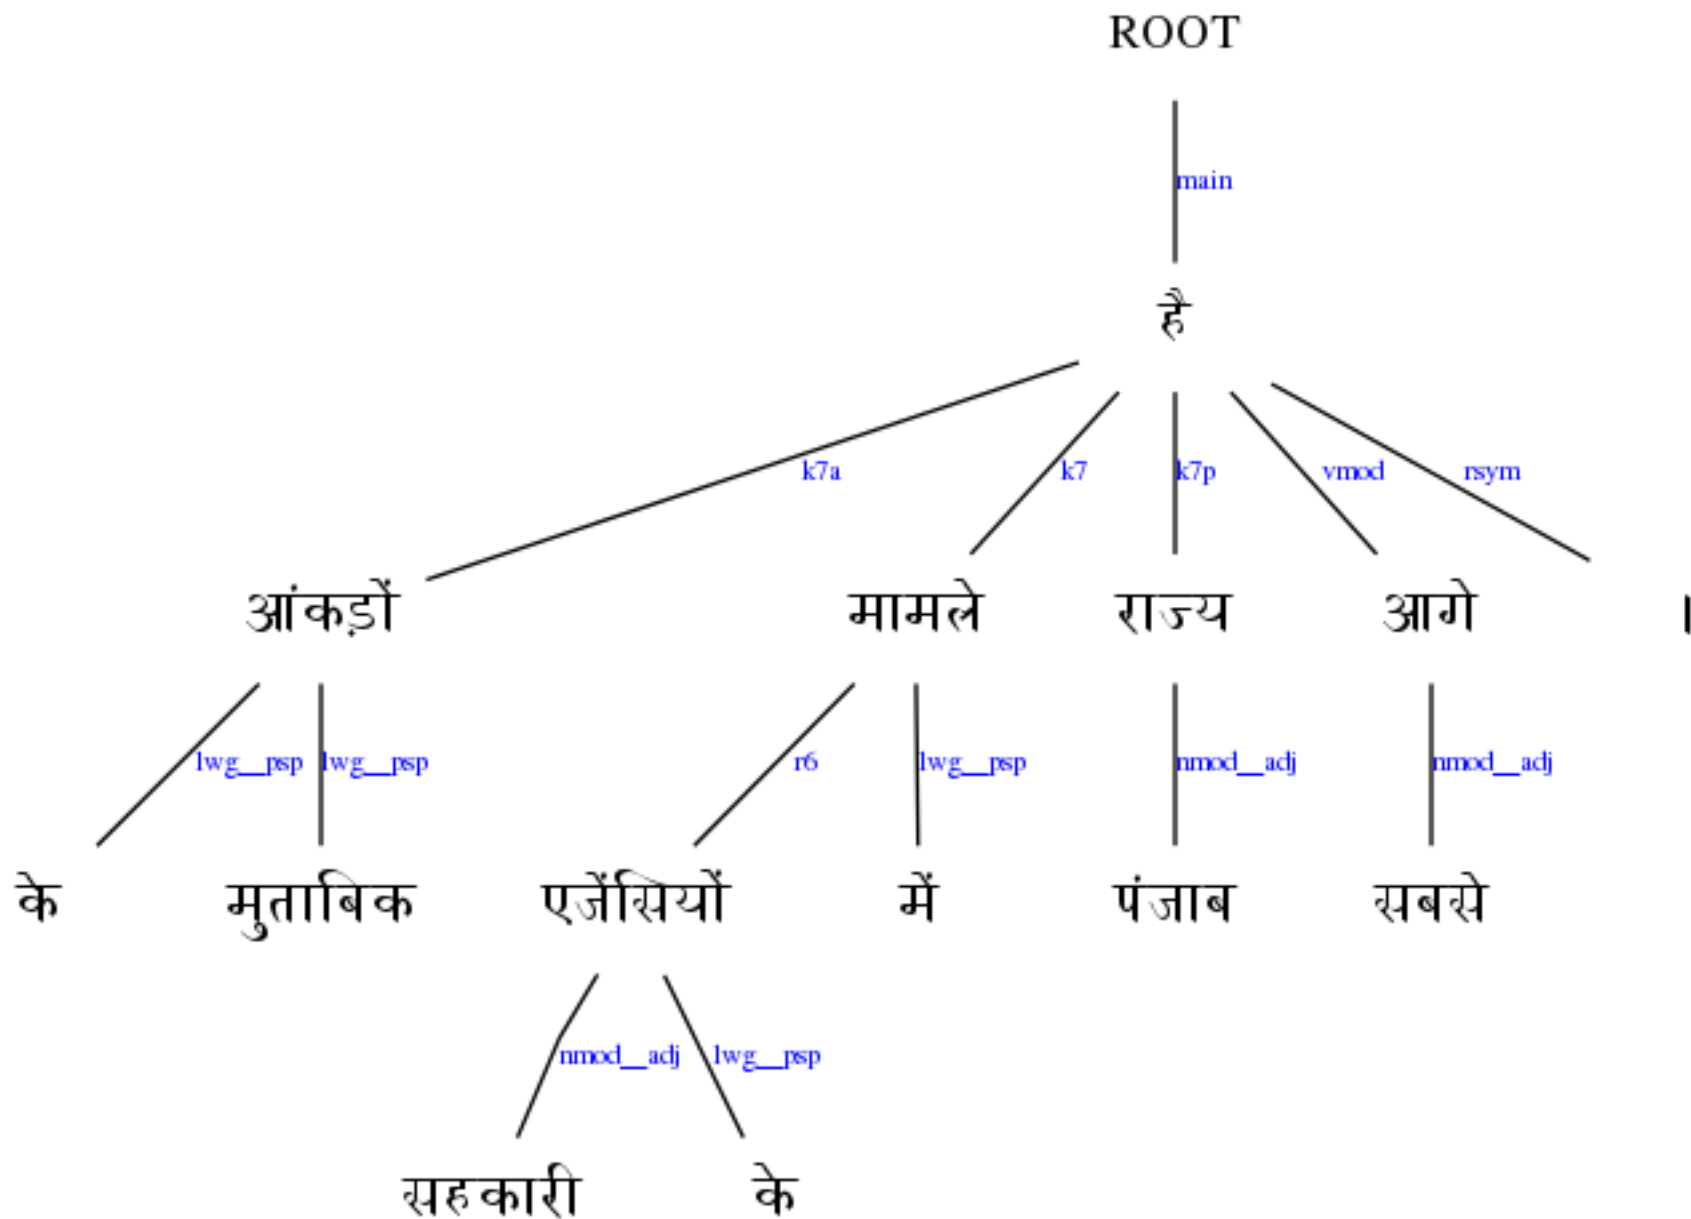 ROOT
main
है
k7a k7 k7p vmod rsym
आंकड़ों मामले राज्य आगे ।
lwg__psp lwg__psp r6 lwg__psp nmod__adj nmod__adj
के मुताबिक एजेंसियों में पंजाब सबसे
nmod__adj lwg__psp
सहकारी के